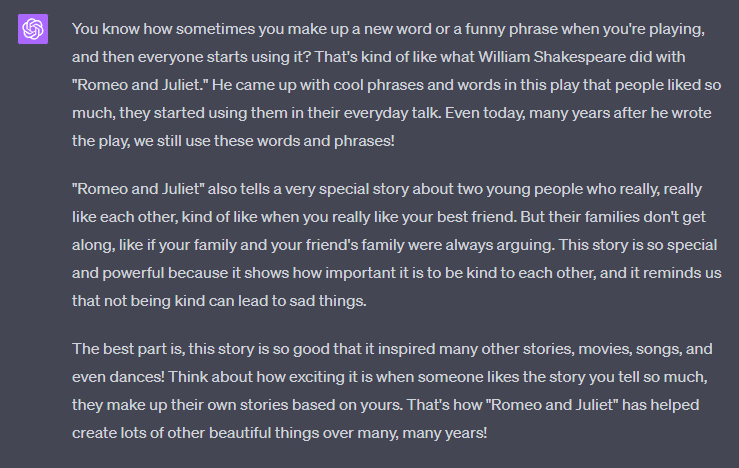 You know how sometimes you make up a new word or a funny phrase when you're playing,
and then everyone starts using it? That's kind of like what William Shakespeare did with
"Romeo and Juliet." He came up with cool phrases and words in this play that people liked so
much, they started using them in their everyday talk. Even today, many years after he wrote
the play, we still use these words and phrases!
"Romeo and Juliet" also tells a very special story about two young people who really, really
like each other, kind of like when you really like your best friend. But their families don't get
along, like if your family and your friend's family were always arguing. This story is so special
and powerful because it shows how important it is to be kind to each other, and it reminds us
that not being kind can lead to sad things.
The best part is, this story is so good that it inspired many other stories, movies, songs, and
even dances! Think about how exciting it is when someone likes the story you tell so much,
they make up their own stories based on yours. That's how "Romeo and Juliet" has helped
create lots of other beautiful things over many, many years!